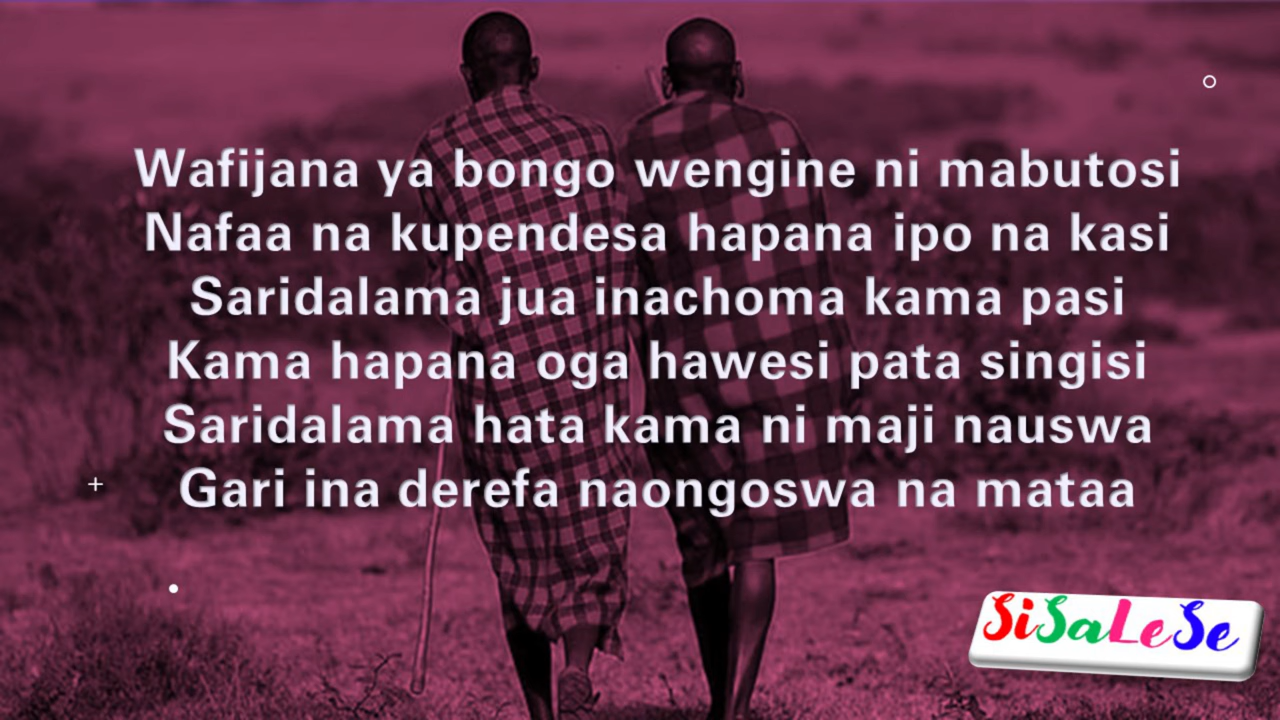 Wafijana ya bongo wengine ni mabutosi
Nafaa na kupendesa hapana ipo na kasi
Saridalama jua inachoma kama pasi
Kama hapana oga hawesi pata singisi
Saridalama hata kama ni maji nauswa
Gari ina derefa naongoswa na mataa
SiSaLeSe